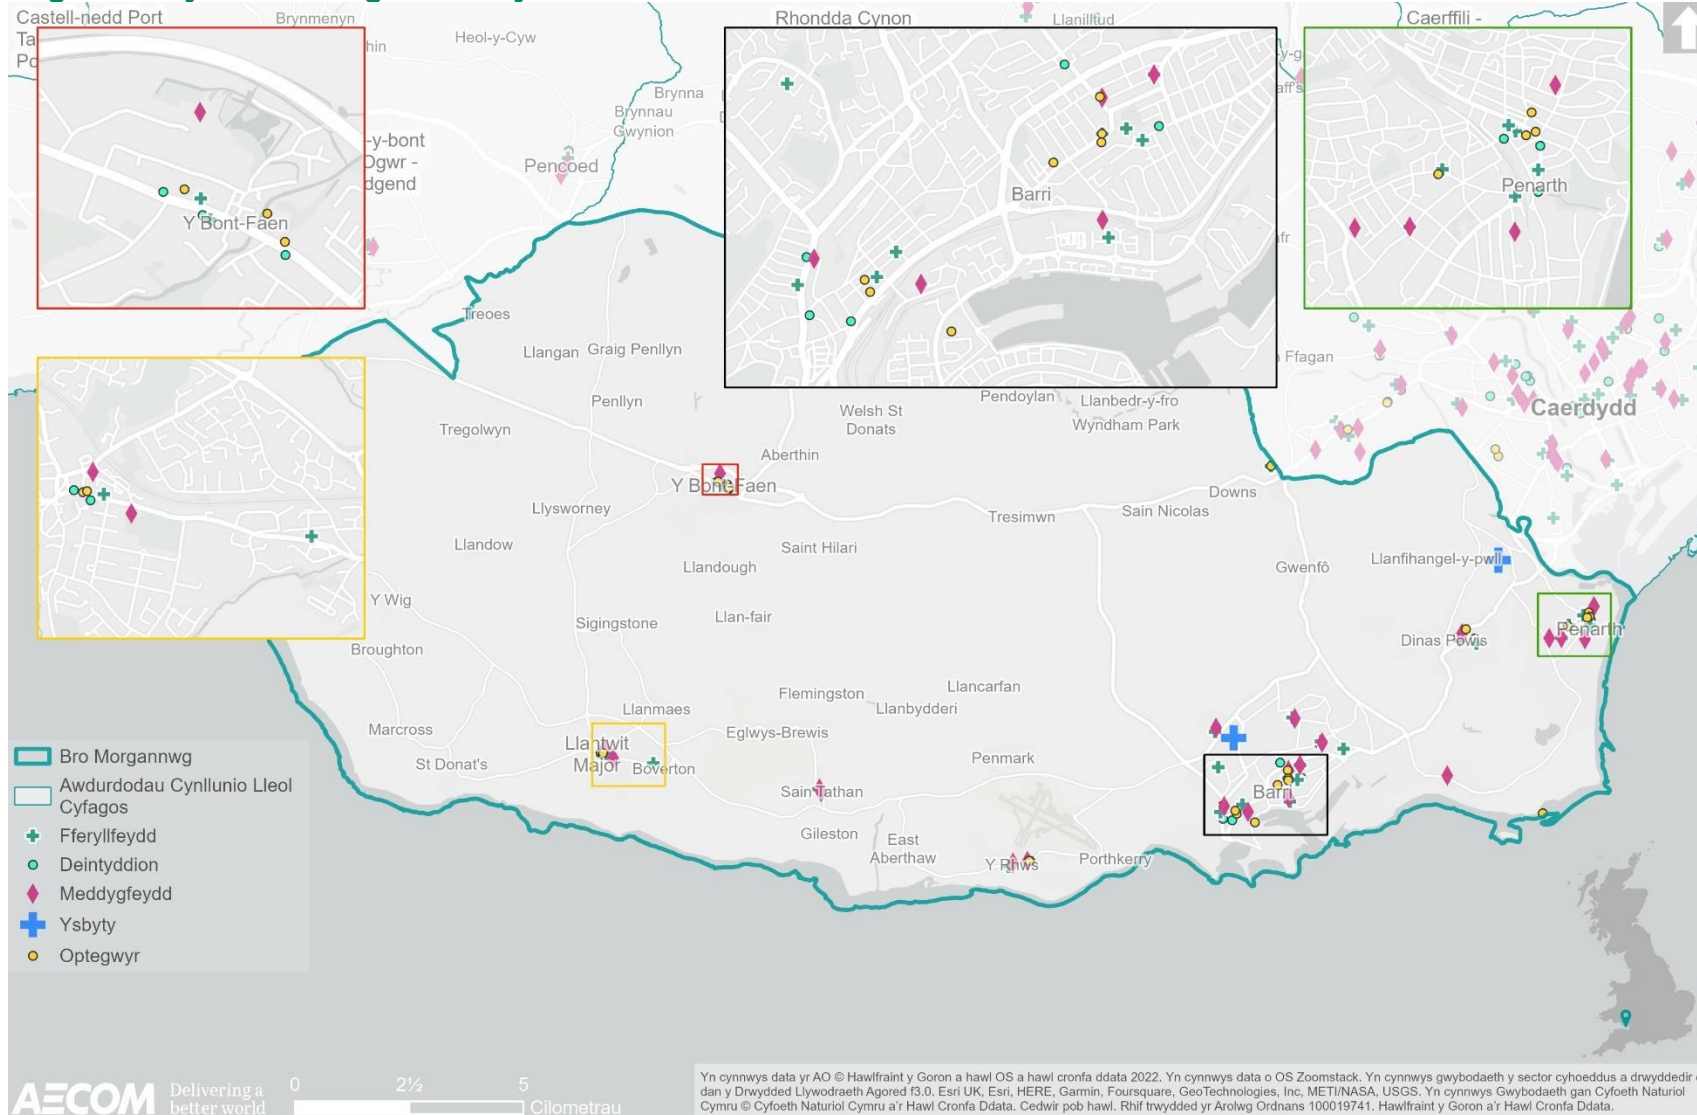 Castell-nedd Port
Brynmenyn
Heol-y-Cyw
Rhondda Cynon
Llanilltud
Caerffili -
Brynna
Brynnau
Gwynion
Pencoed
-y-bont
Ogwr -
dgend
Y Bont-Faen
Barri
Penarth
Treoes
Llangan
Graig Penllyn
Ffagan
Penllyn
Welsh St
Donats
Pendoylan
Llanbedr-y-fro
Wyndham Park
Caerdydd
Tregolwyn
Aberthin
Y Bont-Faen
Downs
Llysworney
Tresimwn
Sain Nicolas
Llandow
Saint Hilari
Llandough
Gwenfô
Llanfihangel-y-pwll
Y Wig
Sigingstone
Llan-fair
Broughton
Dinas Powis
Penarth
Flemingston
Llancarfan
Llanmaes
Llanbydderi
Marcross
Eglwys-Brewis
Llantwit
Major
St Donat's
Boverton
Penmark
Sain Tathan
Barri
Gileston
East
Aberthaw
Y Rhws
Porthkerry
Bro Morgannwg
Awdurdodau Cynllunio Lleol
Cyfagos
Fferyllfeydd
Deintyddion
Meddygfeydd
Ysbyty
Optegwyr
AECOM
Delivering a
better world
0 2½ 5
Cilometrau
Yn cynnwys data yr AO © Hawlfraint y Goron a hawl OS a hawl cronfa ddata 2022. Yn cynnwys data o OS Zoomstack. Yn cynnwys gwybodaeth y sector cyhoeddus a drwyddedir
dan y Drwydded Llywodraeth Agored f3.0. Esri UK, Esri, HERE, Garmin, Foursquare, GeoTechnologies, Inc, METI/NASA, USGS. Yn cynnwys Gwybodaeth gan Cyfoeth Naturiol
Cymru © Cyfoeth Naturiol Cymru a'r Hawl Cronfa Ddata. Cedwir pob hawl. Rhif trwydded yr Arolwg Ordnans 100019741. Hawlfraint y Goron a'r Hawl Cronfa Ddata.